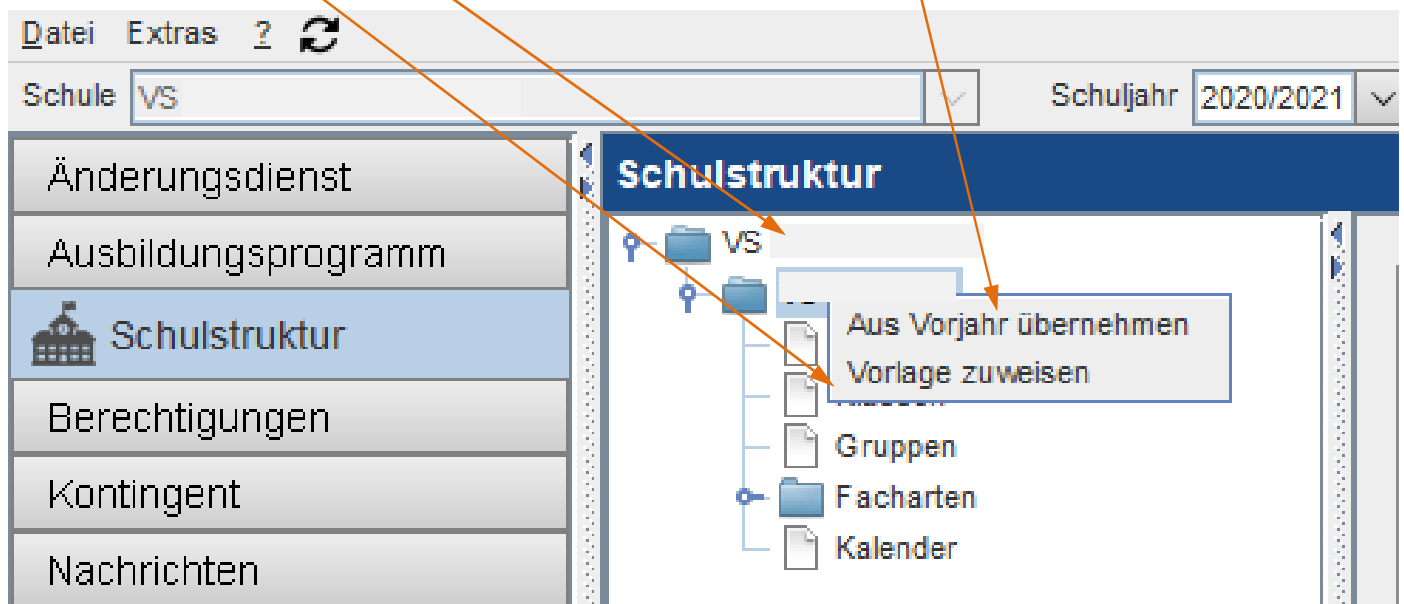 Datei Extras ?
Schule VS Schuljahr 2020/2021
Änderungsdienst
Ausbildungsprogramm
Schulstruktur
Berechtigungen
Kontingent
Nachrichten
Schulstruktur
VS
Aus Vorjahr übernehmen
Vorlage zuweisen
Gruppen
Facharten
Kalender